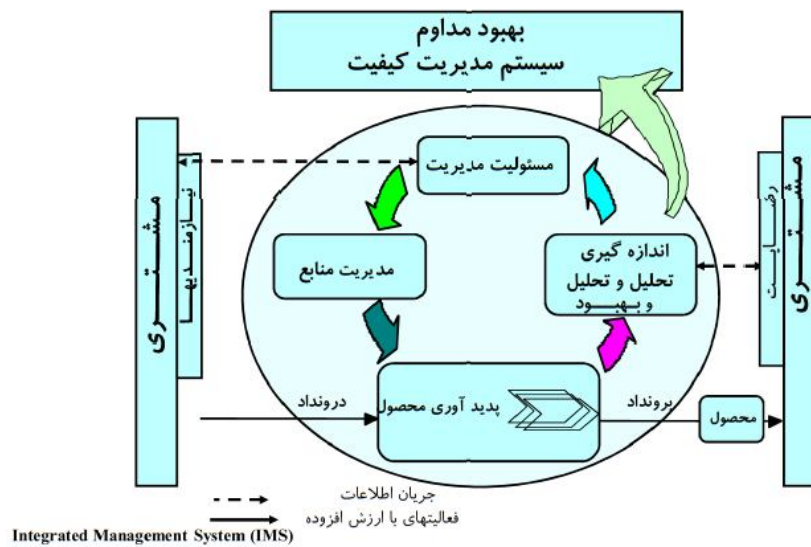 بهبود مداوم
سیستم مدیریت کیفیت
مشتری
نیازمندیها
مسئولیت مدیریت
مدیریت منابع
اندازه گیری
تحلیل و تحلیل
و بهبود
رضایت
مشتری
درونداد
پدید آوری محصول
برونداد
محصول
جریان اطلاعات
فعالیتهای با ارزش افزوده
Integrated Management System (IMS)